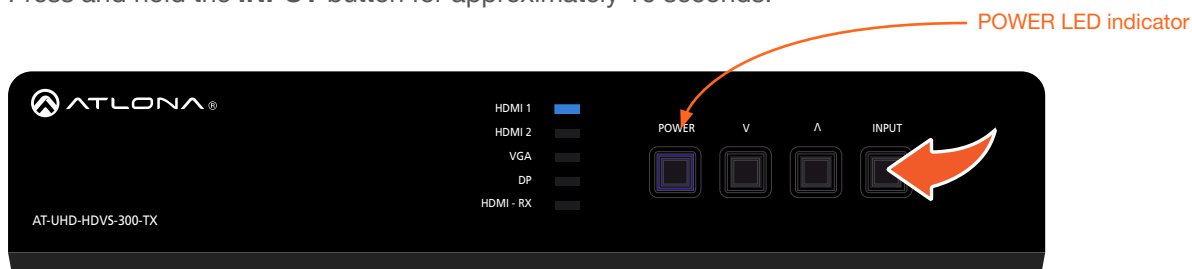 POWER LED indicator
ATLONA®
HDMI 1
HDMI 2
VGA
DP
HDMI - RX
POWER
V
Λ
INPUT
AT-UHD-HDVS-300-TX